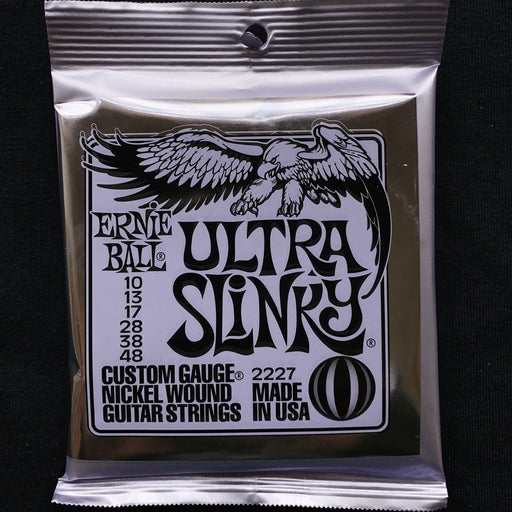 ERNIE
BALL®
ULTRA
SLINKY®
10
13
17
28
38
48
CUSTOM GAUGE®
NICKEL WOUND
GUITAR STRINGS
2227
MADE
IN USA